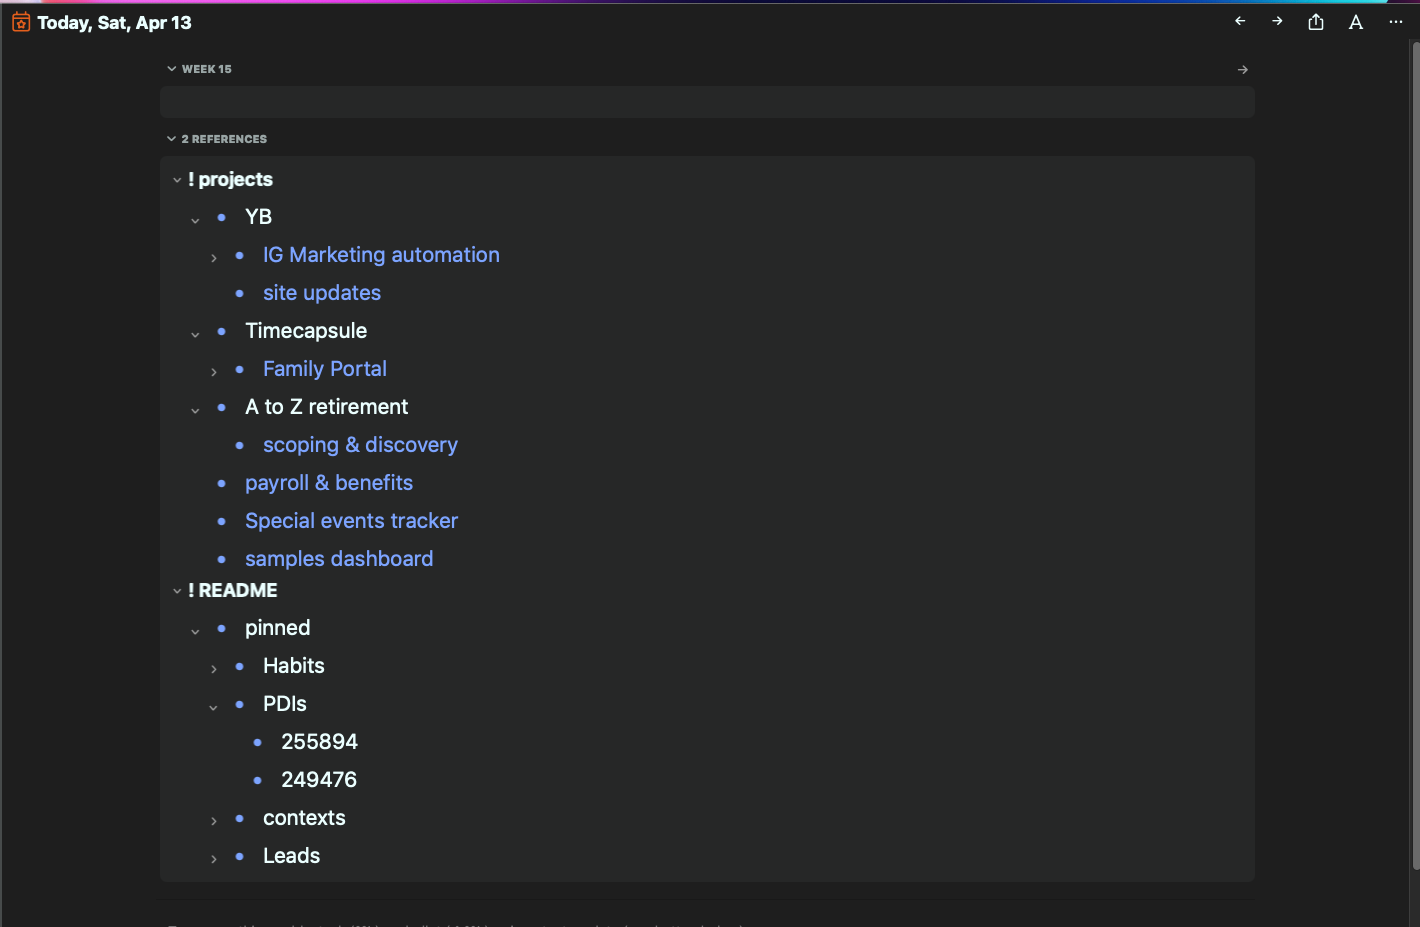 Today, Sat, Apr 13
WEEK 15
2 REFERENCES
! projects
YB
IG Marketing automation
site updates
Timecapsule
Family Portal
A to Z retirement
scoping & discovery
payroll & benefits
Special events tracker
samples dashboard
! README
pinned
Habits
PDIs
255894
249476
contexts
Leads